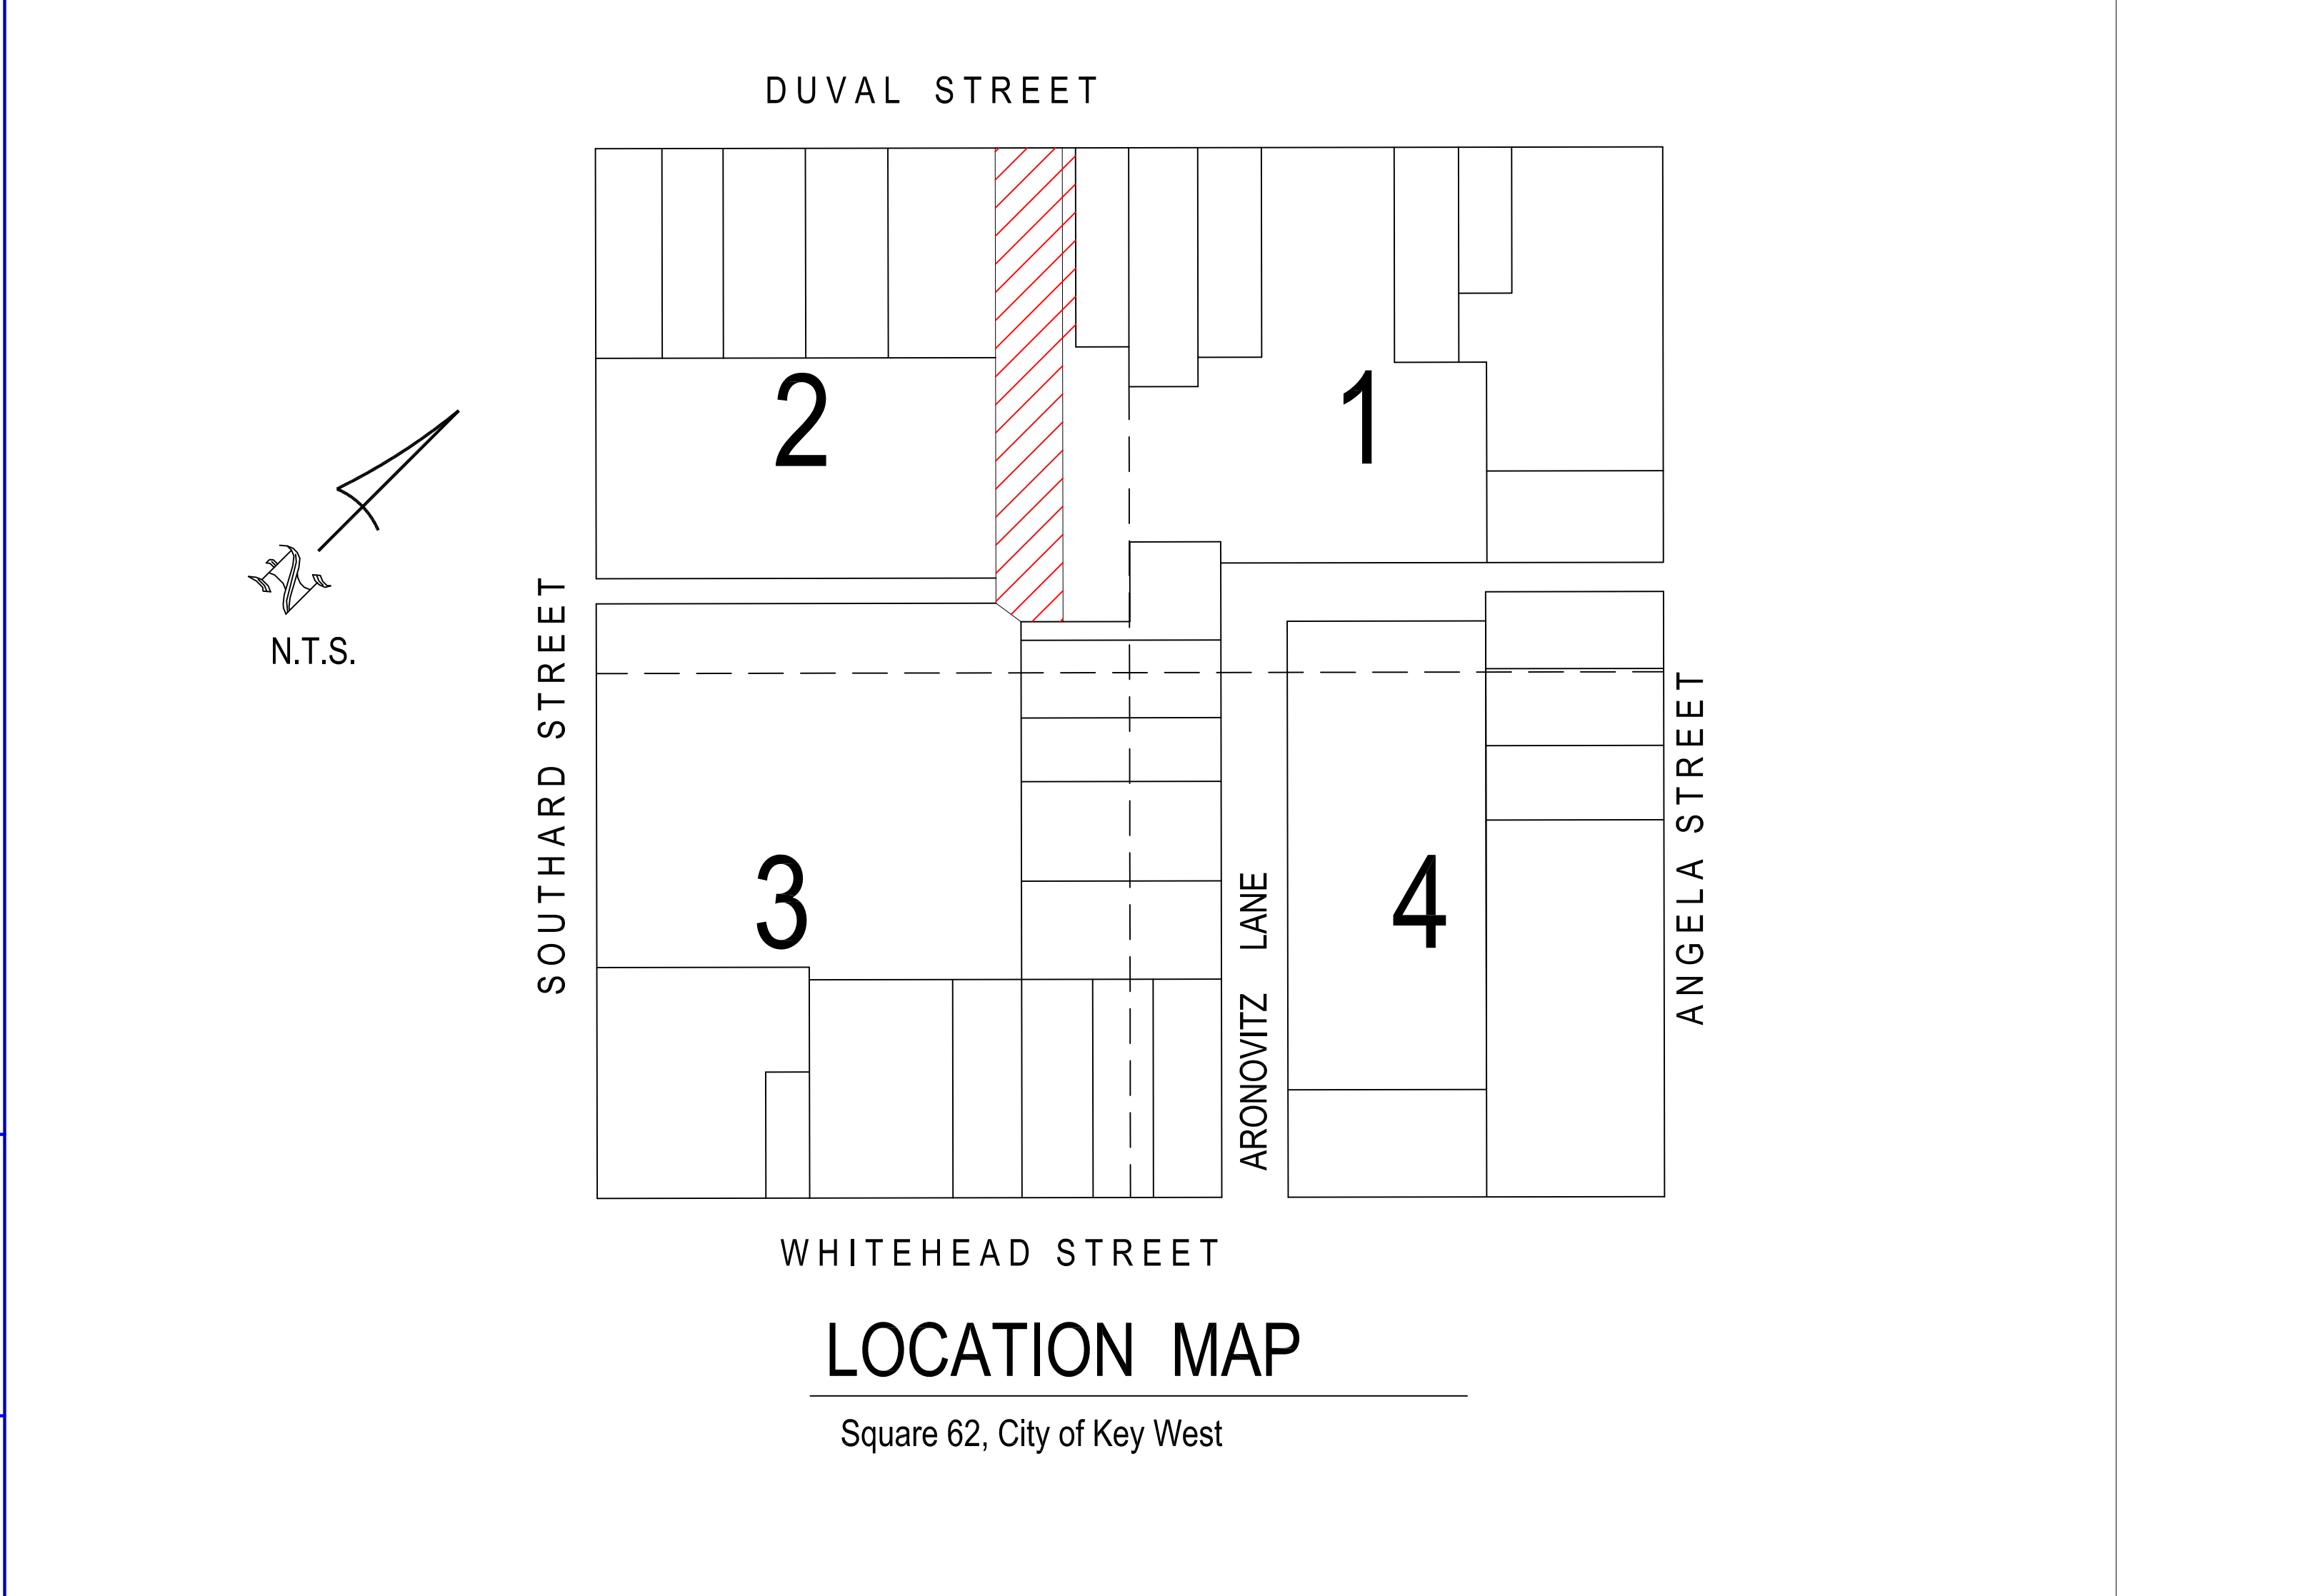 DUVAL STREET
2
1
N
N.T.S.
SOUTHARD STREET
3
ARONOVITZ LANE
4
ANGELA STREET
WHITEHEAD STREET
LOCATION MAP
Square 62, City of Key West